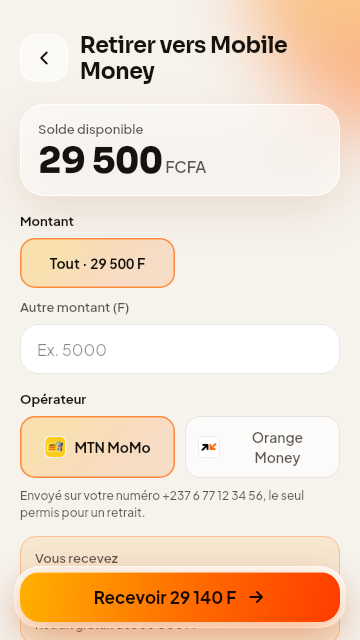 Retirer vers Mobile
Money
Solde disponible
29 500 FCFA
Montant
Tout · 29 500 F
Autre montant (F)
Ex. 5000
Opérateur
MTN MoMo
Orange
Money
Envoyé sur votre numéro +237 6 77 12 34 56, le seul
permis pour un retrait.
Vous recevez
Recevoir 29 140 F →